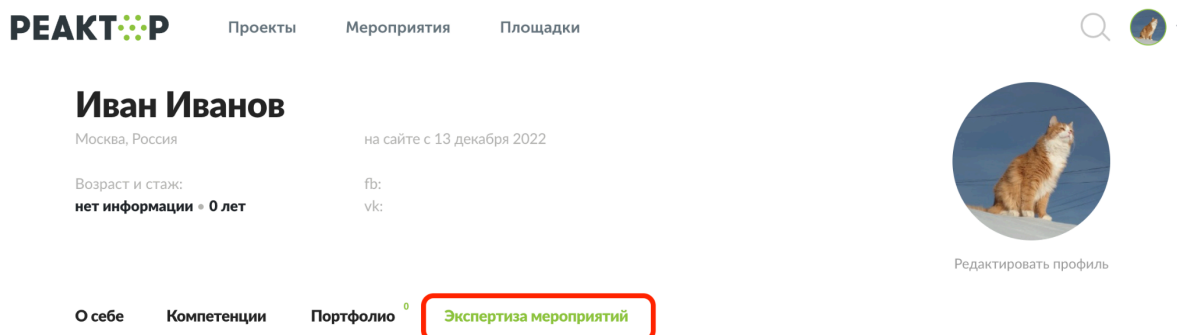 РЕАКТОР Проекты Мероприятия Площадки
Иван Иванов
Москва, Россия на сайте с 13 декабря 2022
Возраст и стаж: fb:
нет информации • 0 лет vk:
Редактировать профиль
О себе Компетенции Портфолио 0 Экспертиза мероприятий